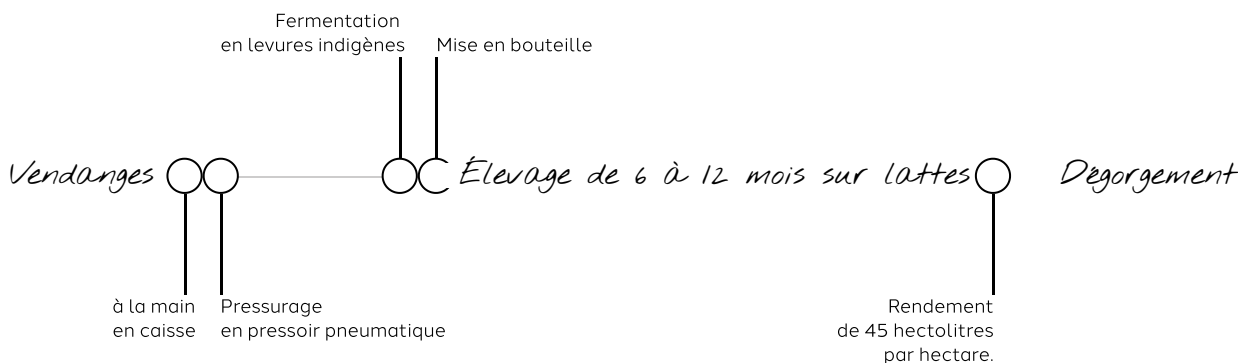 Fermentation
en levures indigènes
Mise en bouteille
Vendanges
Élevage de 6 à 12 mois sur lattes
Dégorgement
à la main
en caisse
Pressurage
en pressoir pneumatique
Rendement
de 45 hectolitres
par hectare.